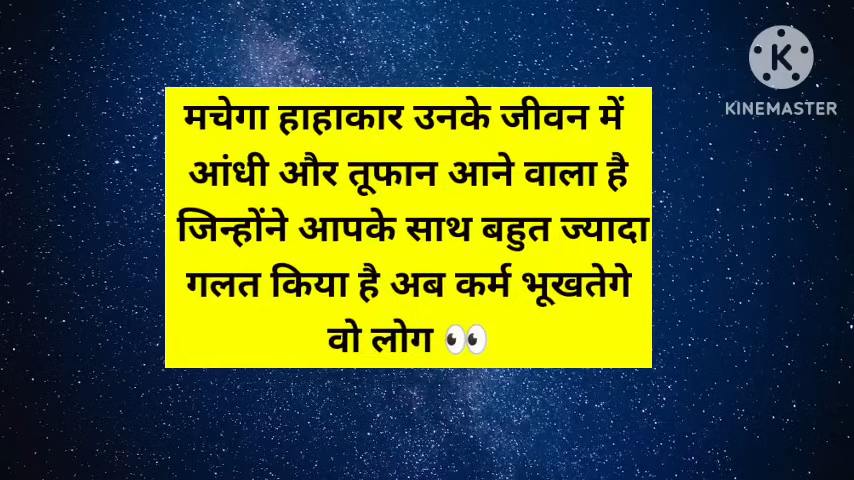 मचेगा हाहाकार उनके जीवन में
आंधी और तूफान आने वाला है
जिन्होंने आपके साथ बहुत ज्यादा
गलत किया है अब कर्म भूखतेगे
वो लोग 👀
K
KINEMASTER